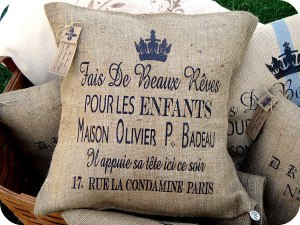 Fais De Beaux Rêves
POUR LES ENFANTS
MAISON OLIVIER P. BADEAU
Il appuie sa tête ici ce soir
17. RUE LA CONDAMINE PARIS